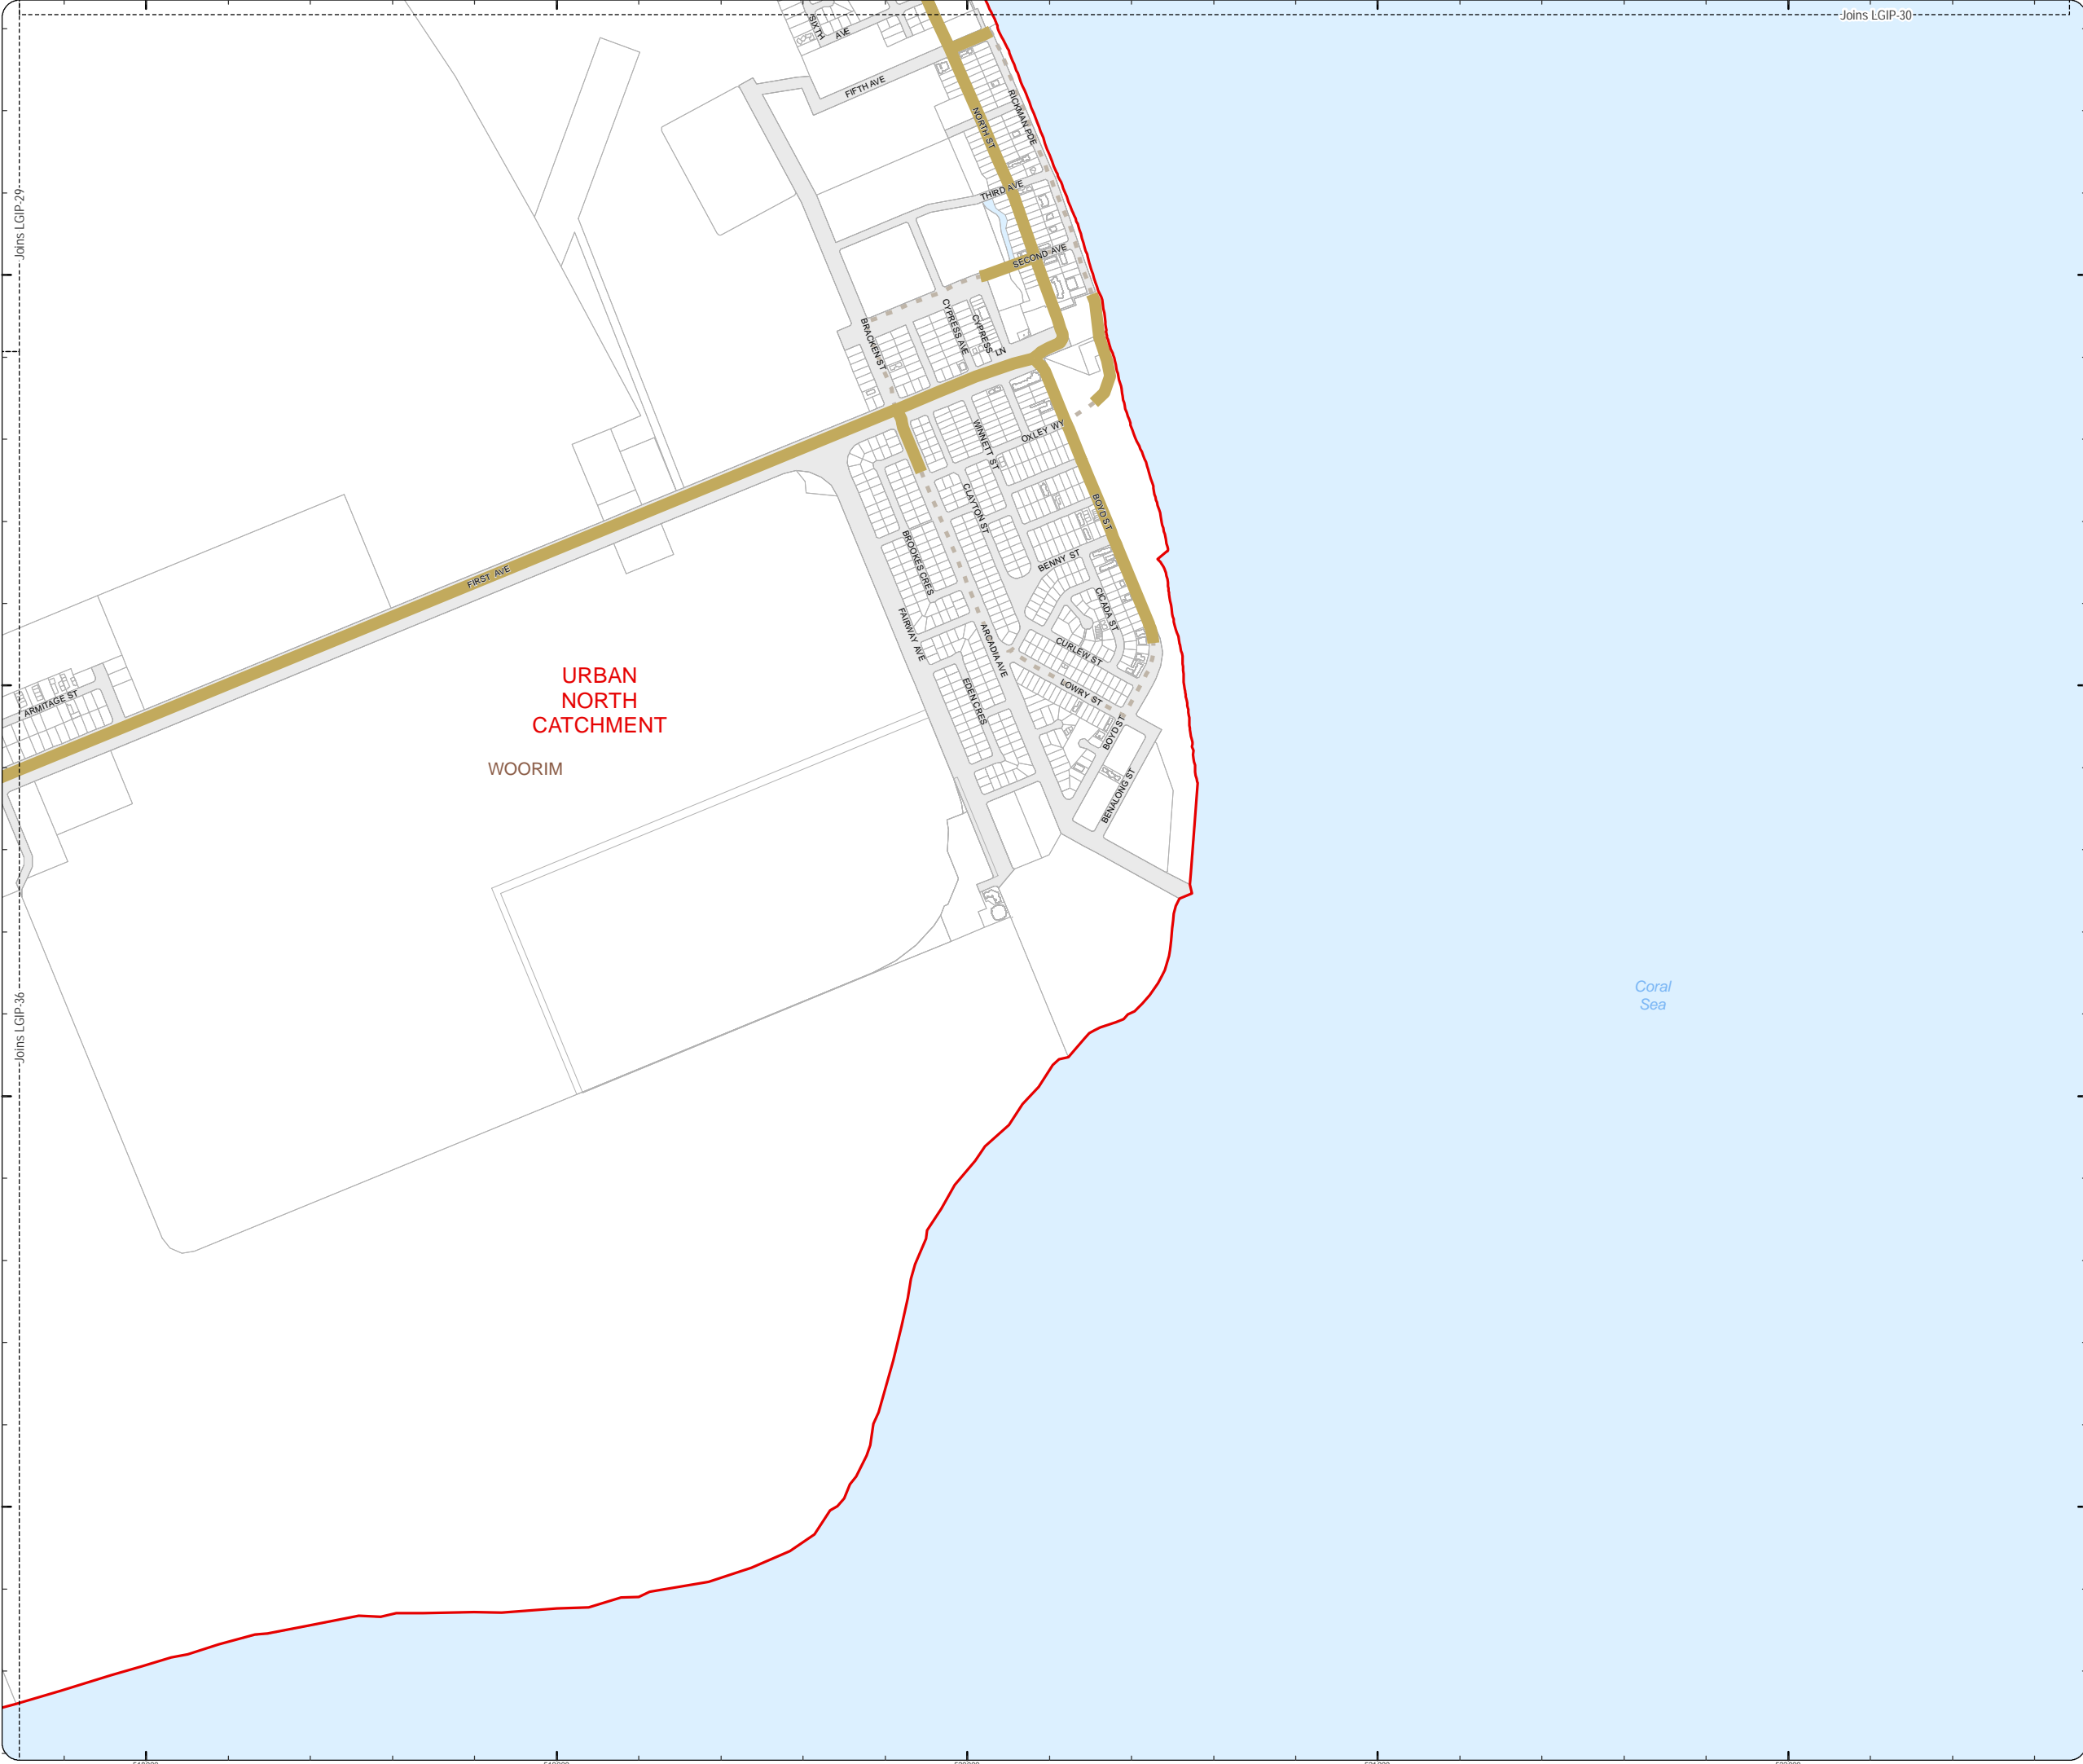 Joins LGIP-30
SIXTH
AVE
FIFTH AVE
RICKMAN PDE
NORTH ST
Joins LGIP-29
THIRD AVE
SECOND AVE
BRACKEN ST
CYPRESS AVE
CYPRESS
LN
WINNETT ST
OXLEY WY
CLAYTON ST
BOYD ST
BROOKES CRES
BENNY ST
FIRST AVE
CICADA ST
FAIRWAY AVE
ARCADIA AVE
CURLEW ST
URBAN
NORTH
CATCHMENT
EDEN CRES
LOWRY ST
ARMITAGE ST
BOYD ST
WOORIM
BENALONG ST
Coral
Sea
Joins LGIP-36